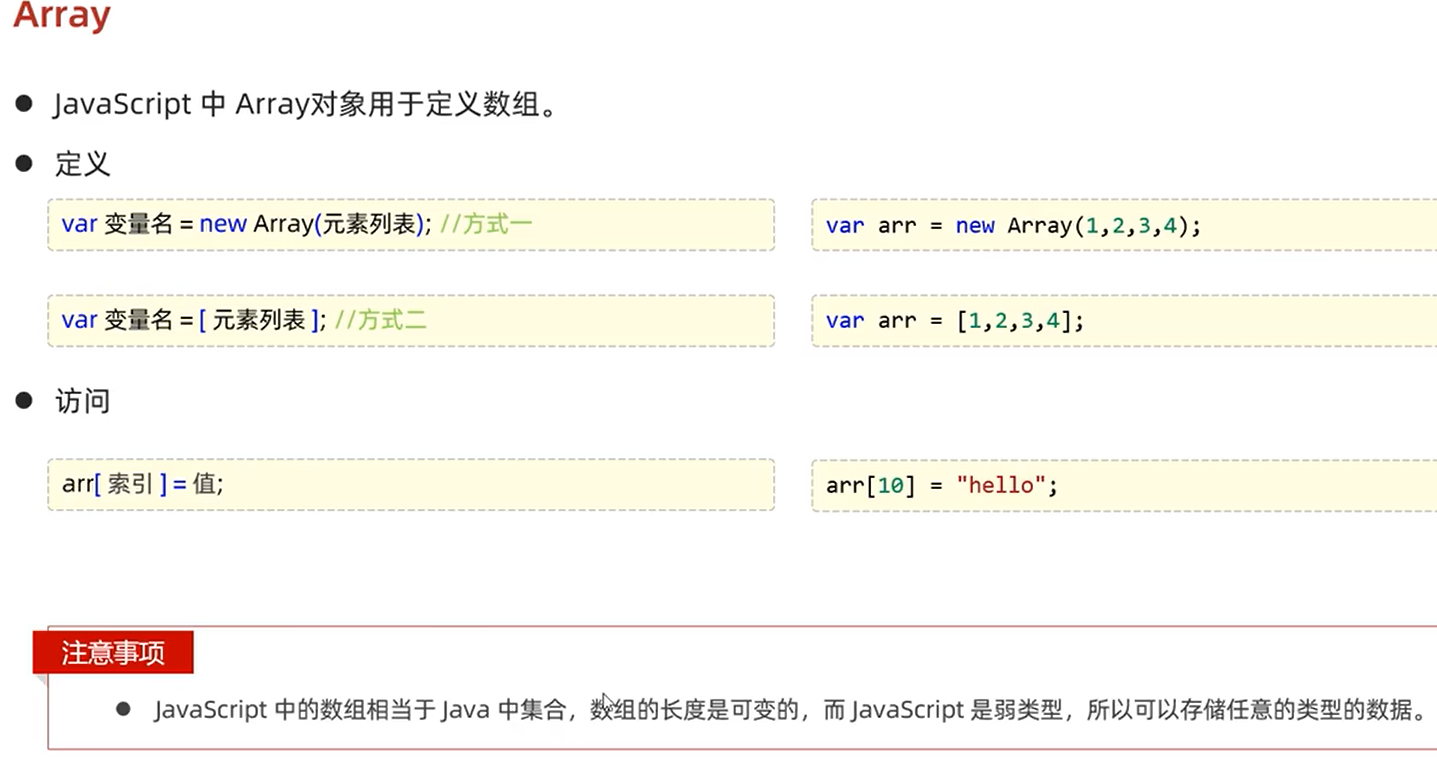 Array
JavaScript 中 Array对象用于定义数组。
定义
var 变量名 = new Array(元素列表); //方式一
var arr = new Array(1,2,3,4);
var 变量名 = [ 元素列表 ]; //方式二
var arr = [1,2,3,4];
访问
arr[ 索引 ] = 值;
arr[10] = "hello";
注意事项
JavaScript 中的数组相当于 Java 中集合，数组的长度是可变的，而 JavaScript 是弱类型，所以可以存储任意的类型的数据。